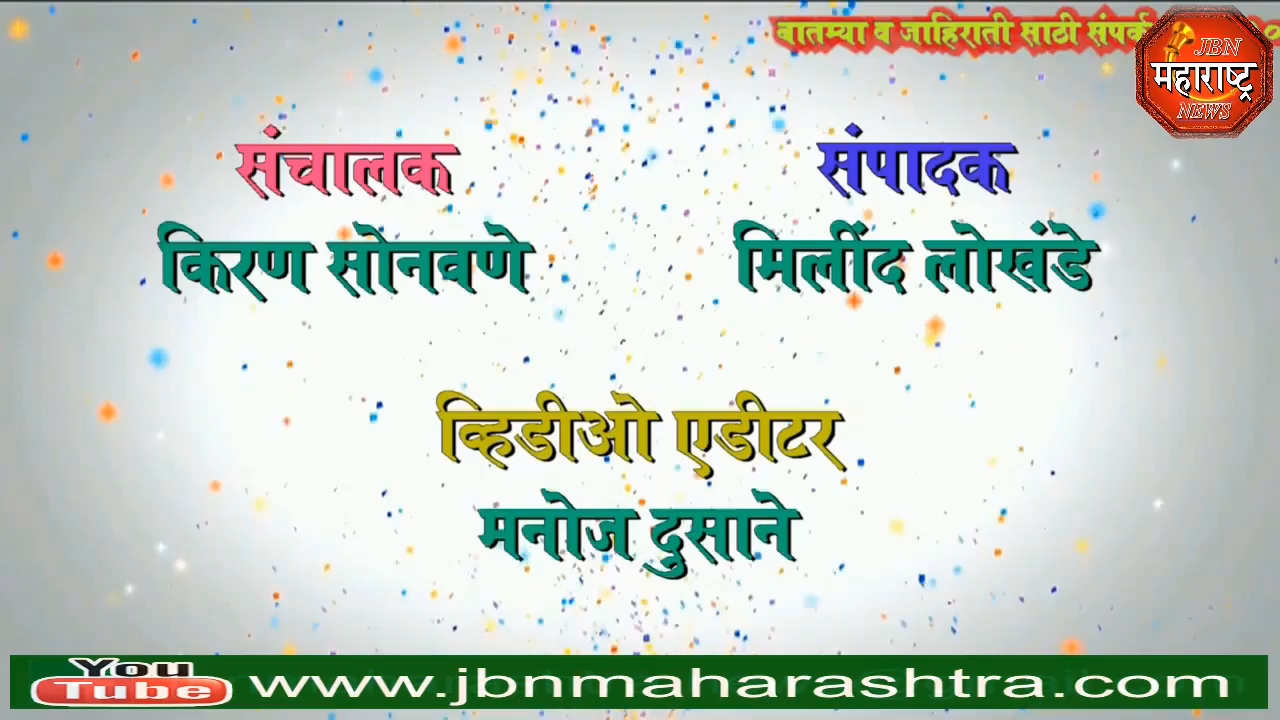 बातम्या व जाहिराती साठी संपर्क
JBN
महाराष्ट्र
NEWS
संचालक
संपादक
किरण सोनवणे
मिलींद लोखंडे
व्हिडीओ एडीटर
मनोज दुसाने
You
Tube
www.jbnmaharashtra.com